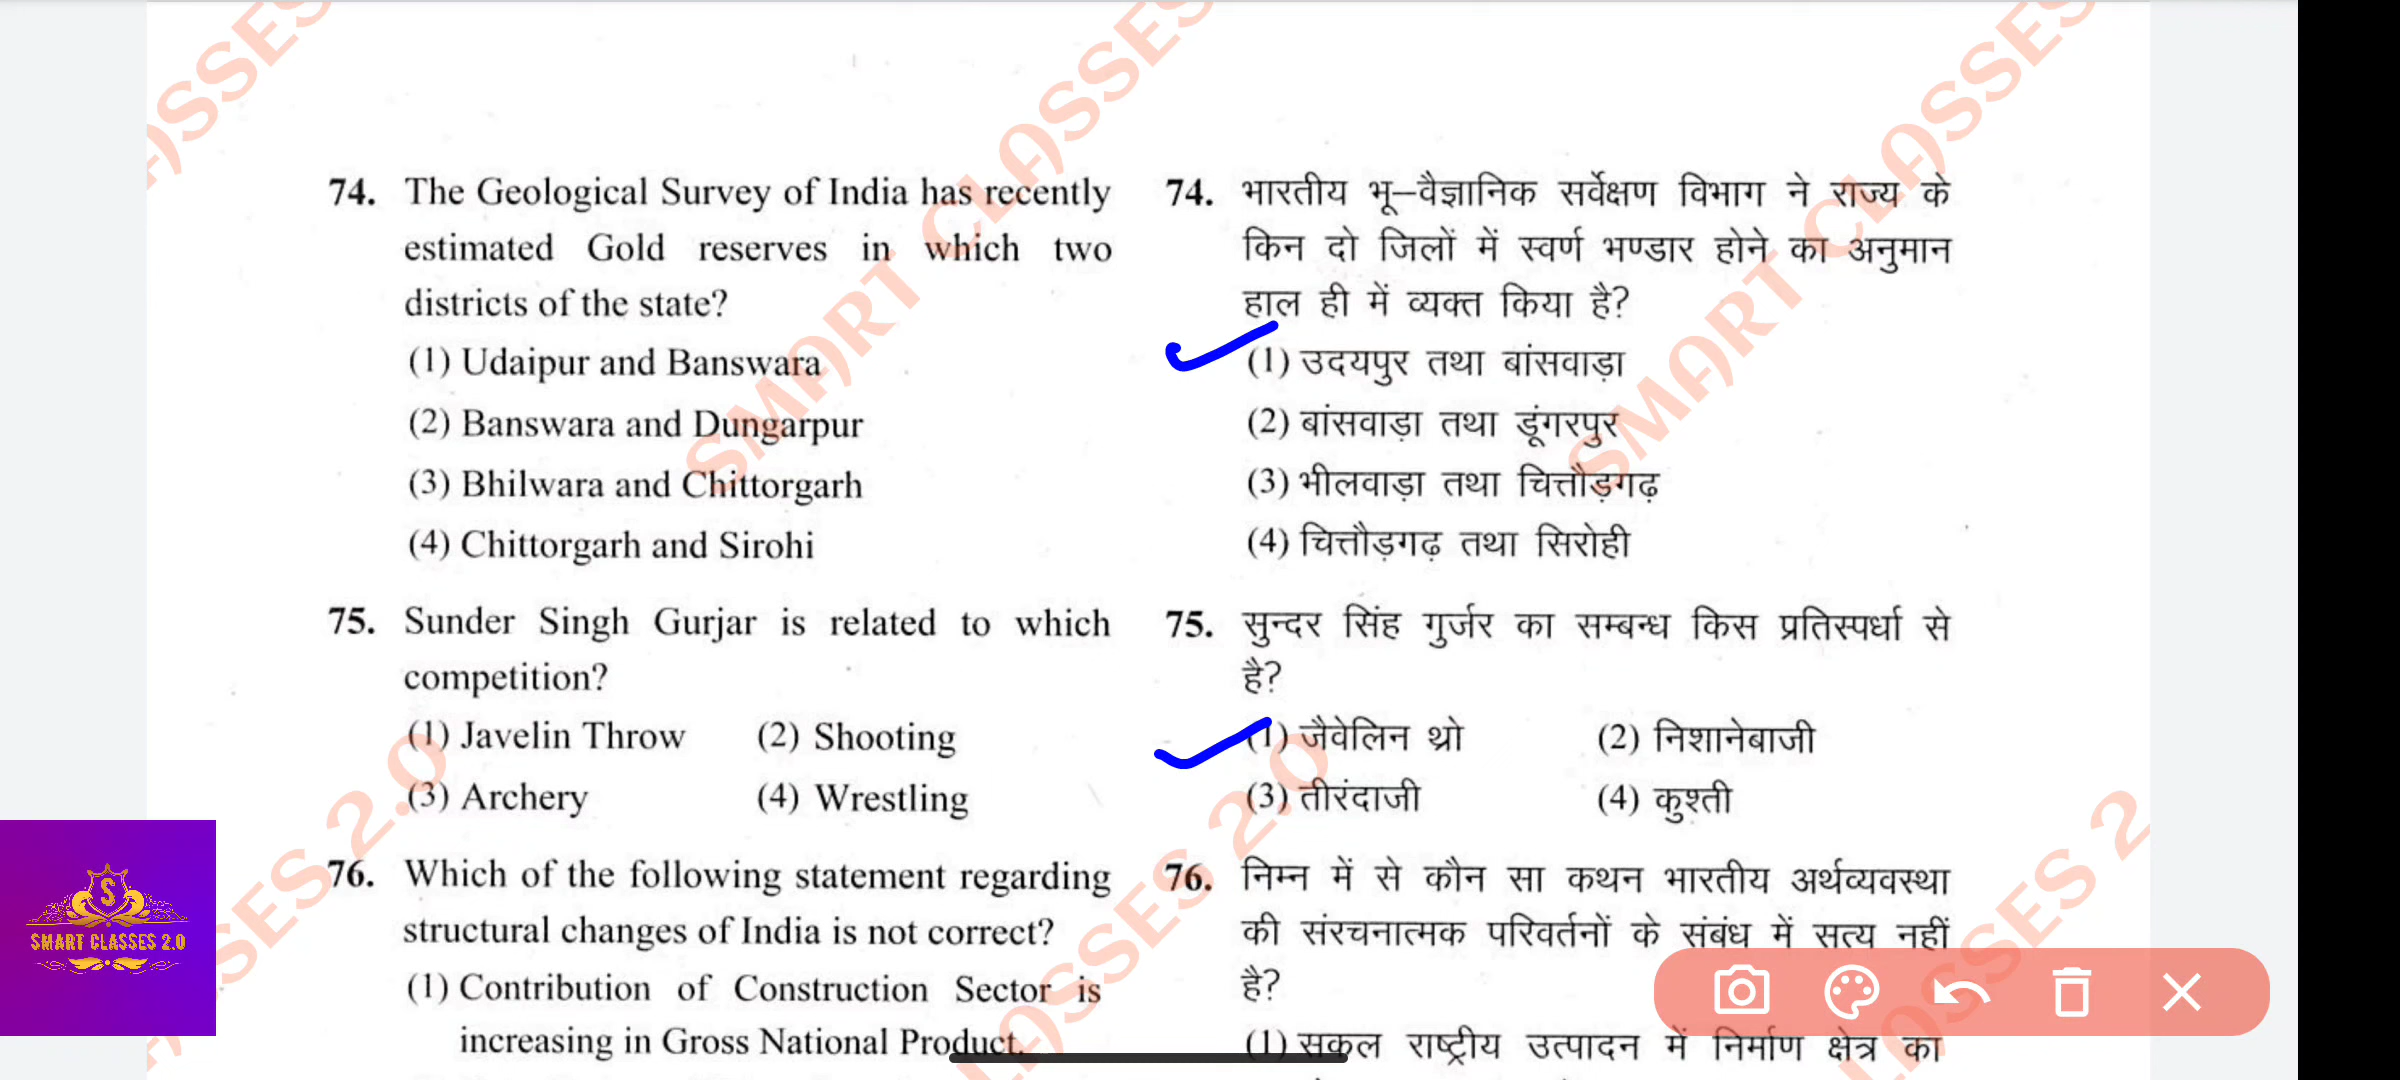 74. The Geological Survey of India has recently
estimated Gold reserves in which two
districts of the state?
(1) Udaipur and Banswara
(2) Banswara and Dungarpur
(3) Bhilwara and Chittorgarh
(4) Chittorgarh and Sirohi
75. Sunder Singh Gurjar is related to which
competition?
(1) Javelin Throw (2) Shooting
(3) Archery (4) Wrestling
76. Which of the following statement regarding
structural changes of India is not correct?
(1) Contribution of Construction Sector is
increasing in Gross National Product.
74. भारतीय भू–वैज्ञानिक सर्वेक्षण विभाग ने राज्य के
किन दो जिलों में स्वर्ण भण्डार होने का अनुमान
हाल ही में व्यक्त किया है?
(1) उदयपुर तथा बांसवाड़ा
(2) बांसवाड़ा तथा डूंगरपुर
(3) भीलवाड़ा तथा चित्तौड़गढ़
(4) चित्तौड़गढ़ तथा सिरोही
75. सुन्दर सिंह गुर्जर का सम्बन्ध किस प्रतिस्पर्धा से
है?
(1) जैवेलिन थ्रो (2) निशानेबाजी
(3) तीरंदाजी (4) कुश्ती
76. निम्न में से कौन सा कथन भारतीय अर्थव्यवस्था
की संरचनात्मक परिवर्तनों के संबंध में सत्य नहीं
है?
(1) सकल राष्ट्रीय उत्पादन में निर्माण क्षेत्र का
S
SMART CLASSES 2.0
SMART CLASSES
SMART CLASSES